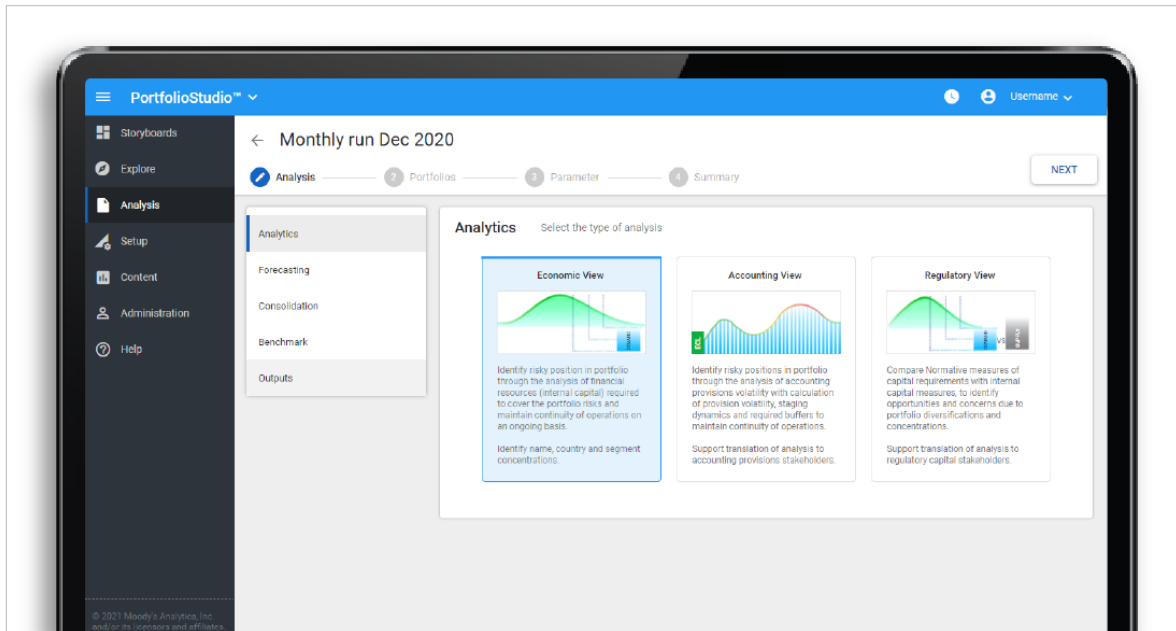 PortfolioStudio™
Username
Storyboards
Explore
Analysis
Setup
Content
Administration
Help
© 2021 Moody's Analytics, Inc.
and/or its licensors and affiliates.
Monthly run Dec 2020
Analysis
2 Portfolios
3 Parameter
4 Summary
NEXT
Analytics
Forecasting
Consolidation
Benchmark
Outputs
Analytics Select the type of analysis
Economic View
Identify risky position in portfolio
through the analysis of financial
resources (internal capital) required
to cover the portfolio risks and
maintain continuity of operations on
an ongoing basis.
Identify name, country and segment
concentrations.
Accounting View
ECL
Identify risky positions in portfolio
through the analysis of accounting
provisions volatility with calculation
of provision volatility, staging
dynamics and required buffers to
maintain continuity of operations.
Support translation of analysis to
accounting provisions stakeholders.
Regulatory View
VS
Compare Normative measures of
capital requirements with internal
capital measures, to identify
opportunities and concerns due to
portfolio diversifications and
concentrations.
Support translation of analysis to
regulatory capital stakeholders.